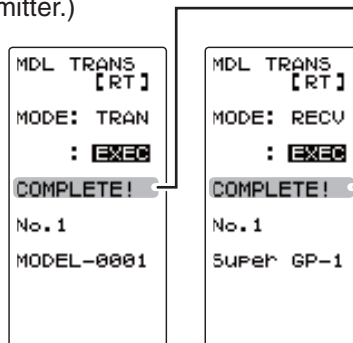 mitter.)
MDL TRANS
[RT]
MODE: TRAN
: EXEC
COMPLETE!
No.1
MODEL-0001
MDL TRANS
[RT]
MODE: RECV
: EXEC
COMPLETE!
No.1
Super GP-1